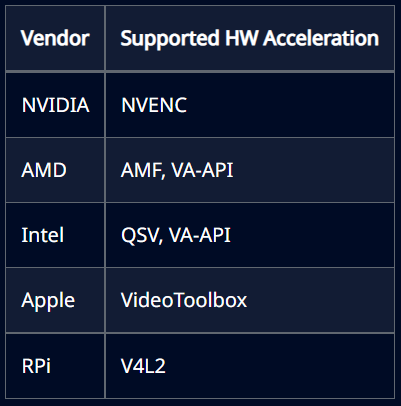 Vendor Supported HW Acceleration
NVIDIA NVENC
AMD AMF, VA-API
Intel QSV, VA-API
Apple VideoToolbox
RPi V4L2